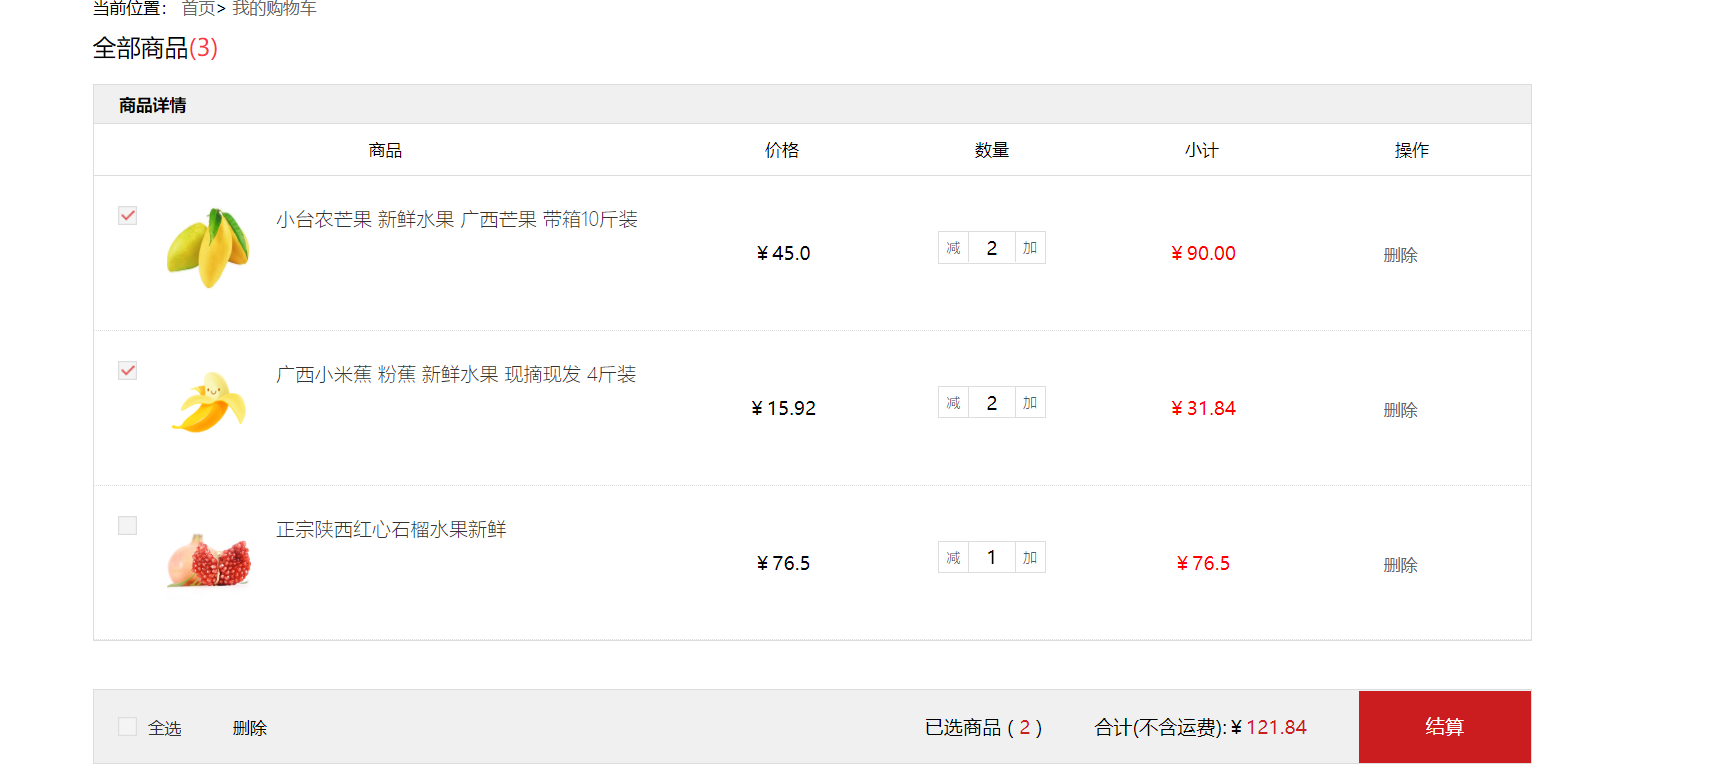 当前位置： 首页> 我的购物车
全部商品(3)
商品详情
商品 价格 数量 小计 操作
小台农芒果 新鲜水果 广西芒果 带箱10斤装
¥ 45.0 减 2 加 ¥ 90.00 删除
广西小米蕉 粉蕉 新鲜水果 现摘现发 4斤装
¥ 15.92 减 2 加 ¥ 31.84 删除
正宗陕西红心石榴水果新鲜
¥ 76.5 减 1 加 ¥ 76.5 删除
全选 删除 已选商品 ( 2 ) 合计(不含运费): ¥ 121.84 结算